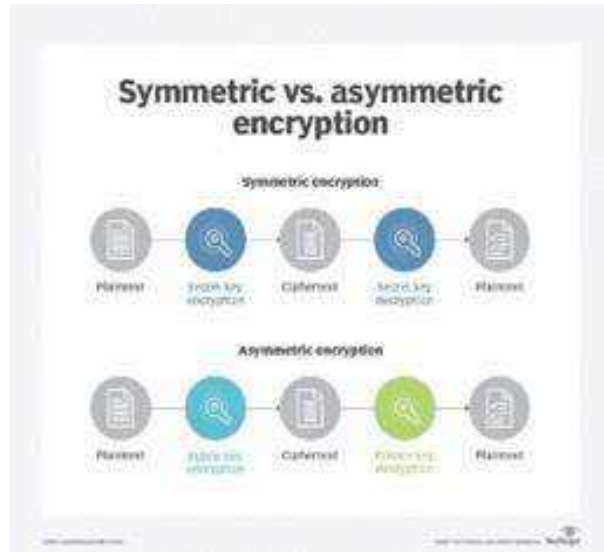 Symmetric vs. asymmetric
encryption
Symmetric encryption
Plaintext
Secret key
encryption
Ciphertext
Secret key
decryption
Plaintext
Asymmetric encryption
Plaintext
Public key
encryption
Ciphertext
Private key
decryption
Plaintext